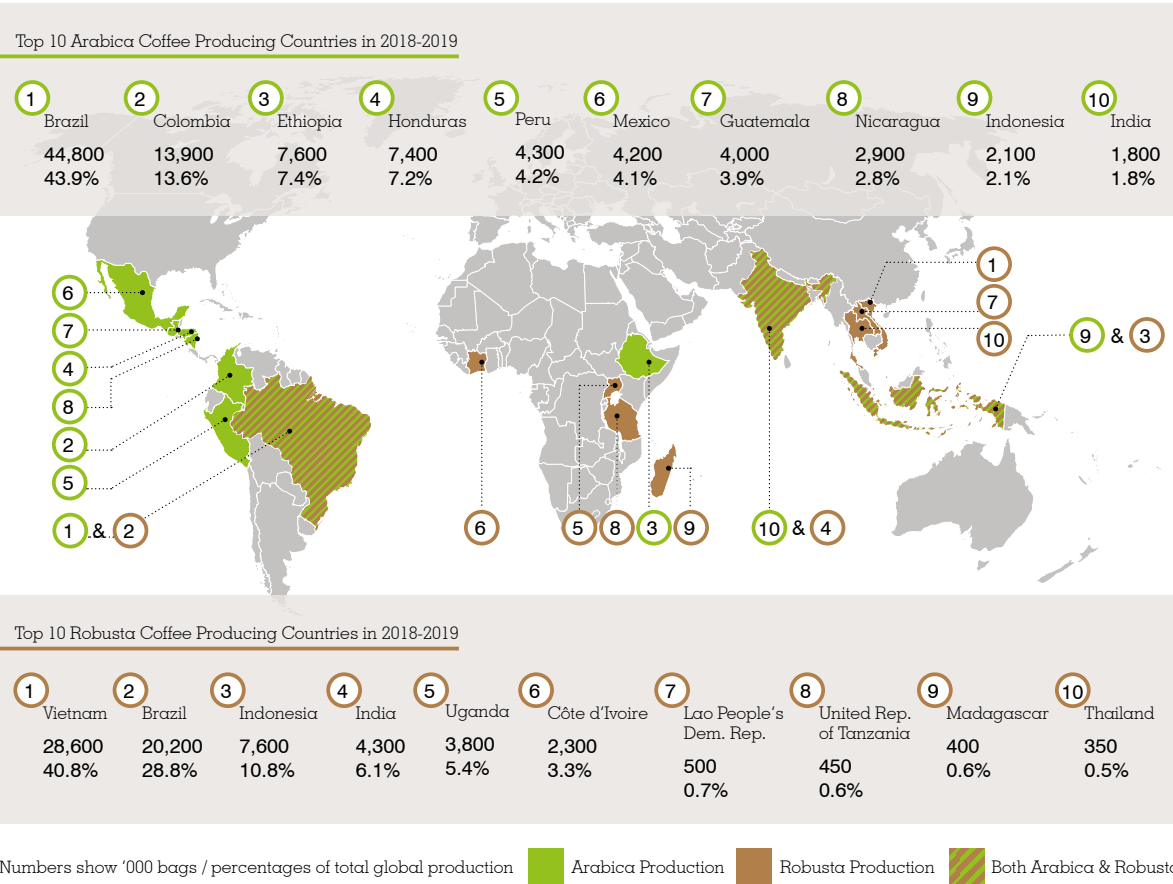 Top 10 Arabica Coffee Producing Countries in 2018-2019
1 2 3 4 5 6 7 8 9 10
Brazil Colombia Ethiopia Honduras Peru Mexico Guatemala Nicaragua Indonesia India
44,800 13,900 7,600 7,400 4,300 4,200 4,000 2,900 2,100 1,800
43.9% 13.6% 7.4% 7.2% 4.2% 4.1% 3.9% 2.8% 2.1% 1.8%
1
6
7
7
10
9 & 3
4
8
2
5
1 & 2
6
5
8
3
9
10 & 4
Top 10 Robusta Coffee Producing Countries in 2018-2019
1 2 3 4 5 6 7 8 9 10
Vietnam Brazil Indonesia India Uganda Côte d’Ivoire Lao People’s United Rep. Madagascar Thailand
Dem. Rep. of Tanzania
28,600 20,200 7,600 4,300 3,800 2,300 500 450 400 350
40.8% 28.8% 10.8% 6.1% 5.4% 3.3% 0.7% 0.6% 0.6% 0.5%
Numbers show ‘000 bags / percentages of total global production Arabica Production Robusta Production Both Arabica & Robusta